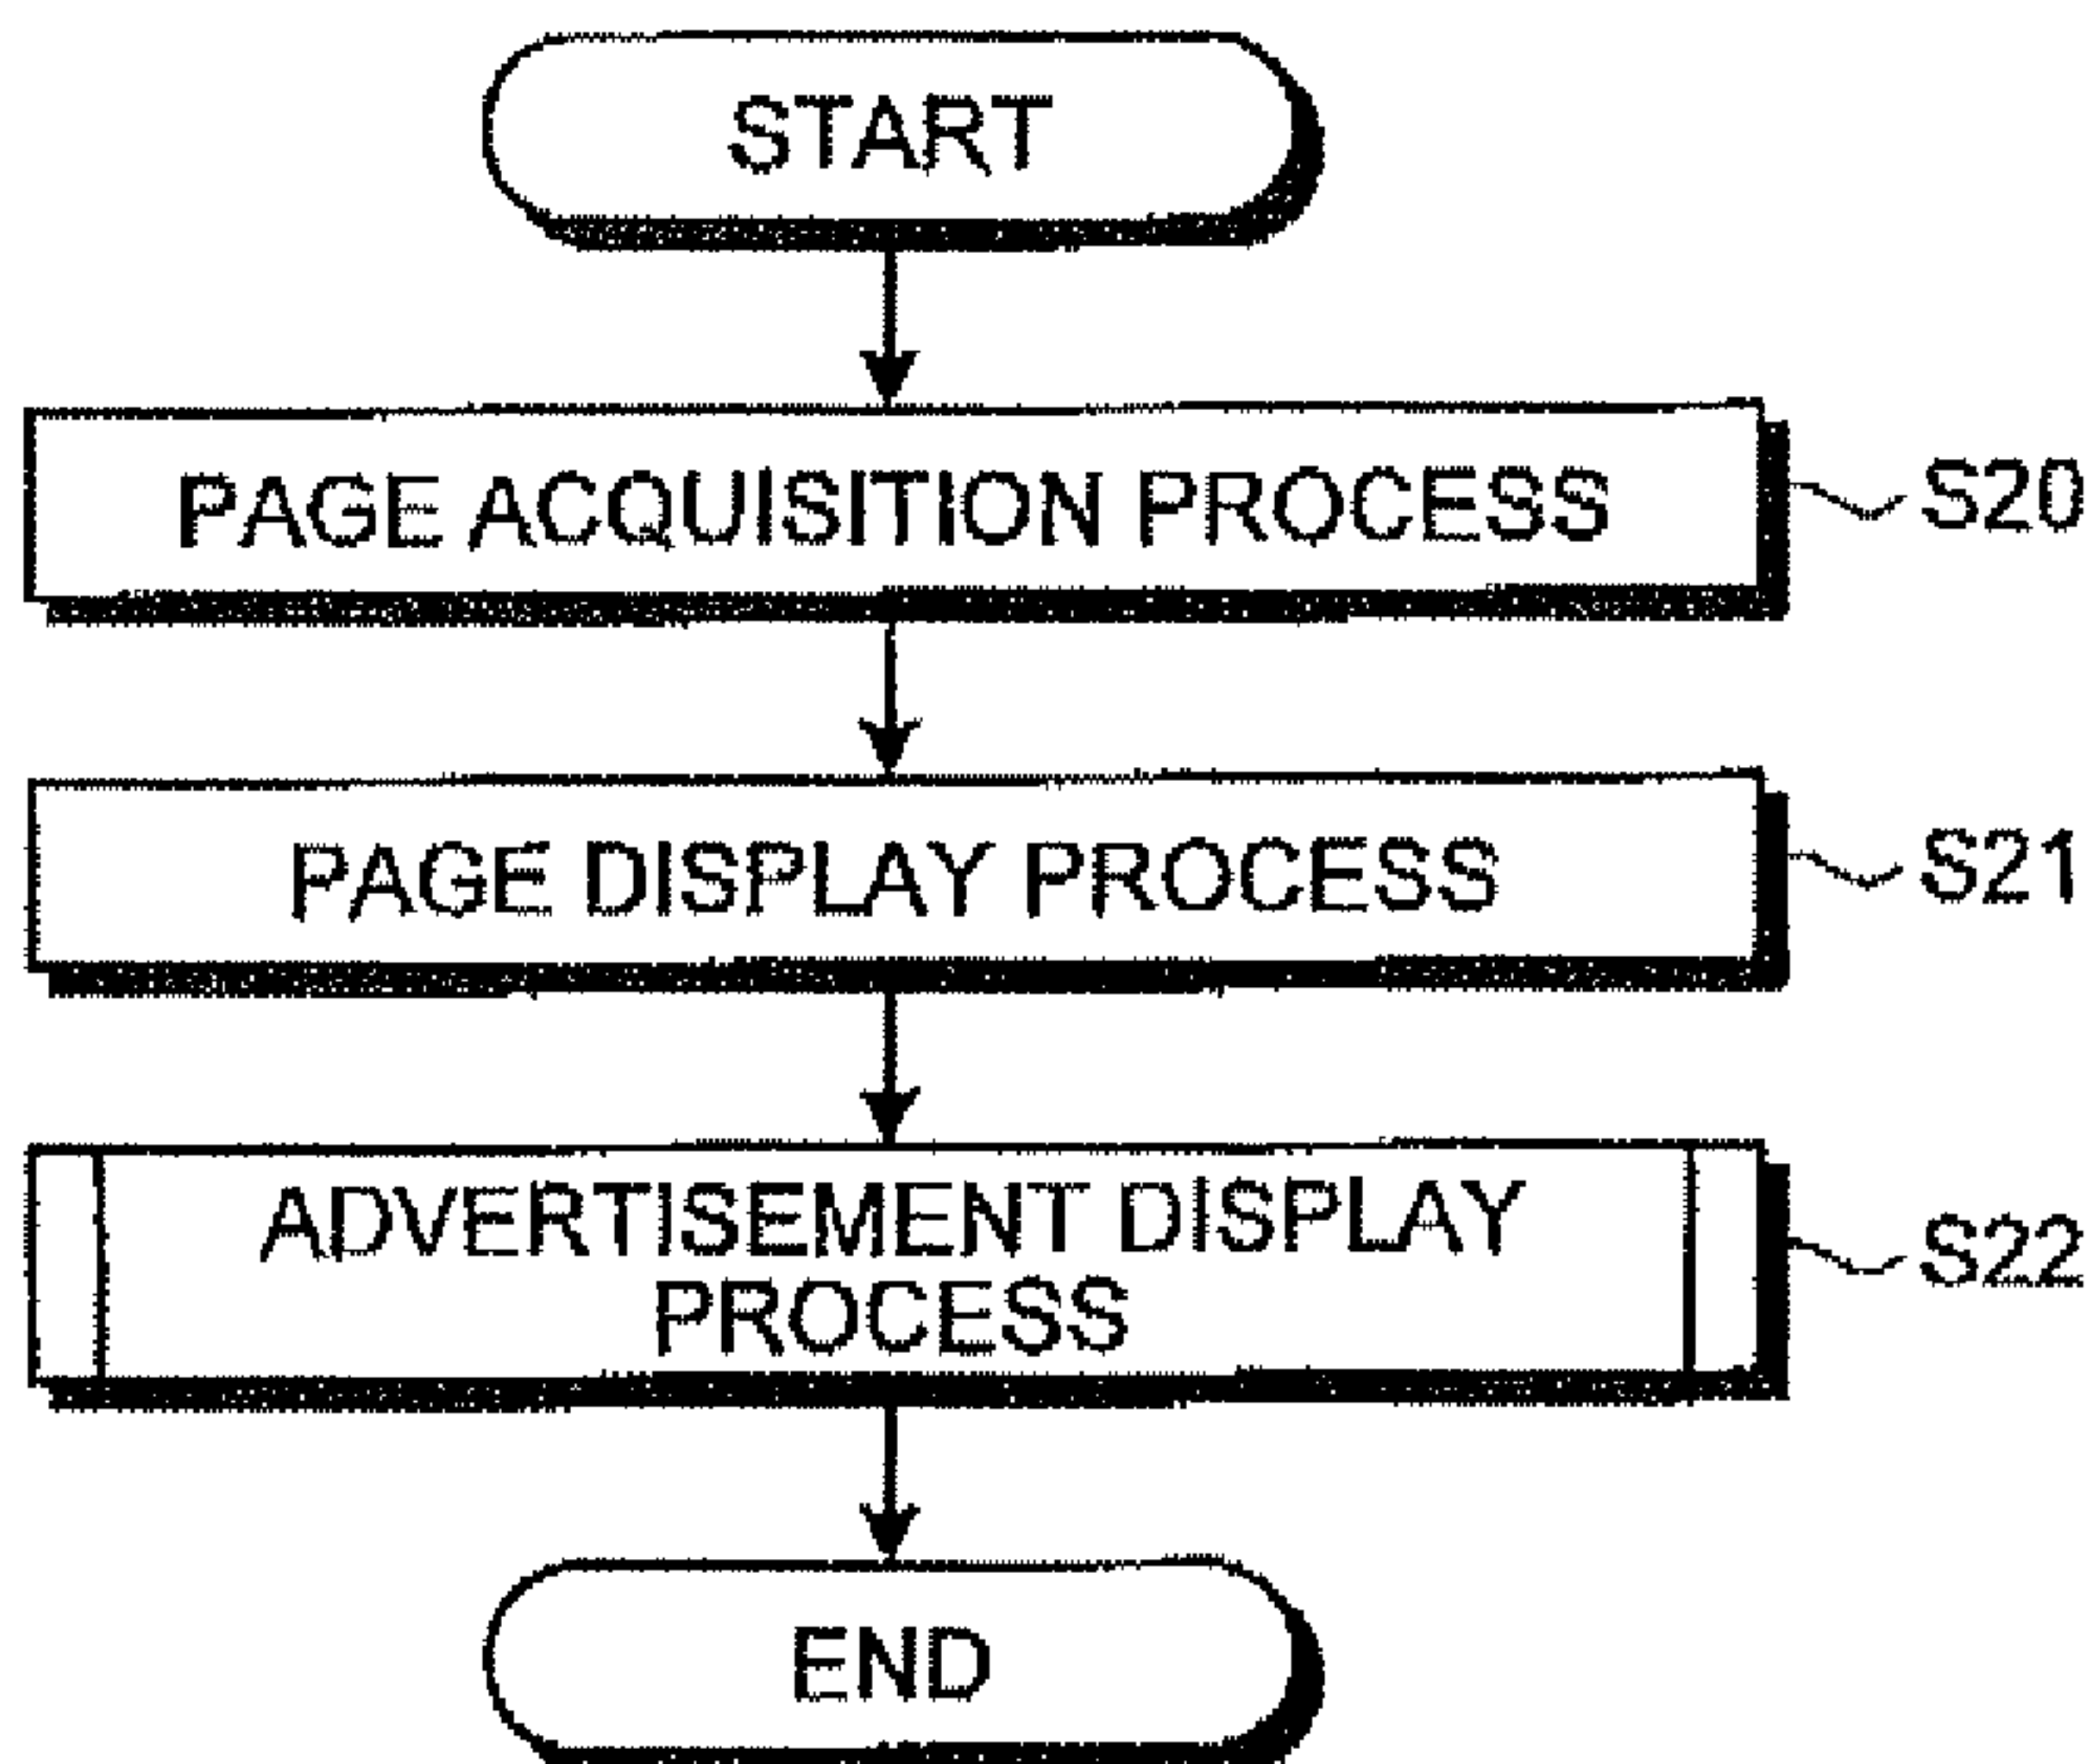 START
PAGE ACQUISITION PROCESS
S20
PAGE DISPLAY PROCESS
S21
ADVERTISEMENT DISPLAY
PROCESS
S22
END